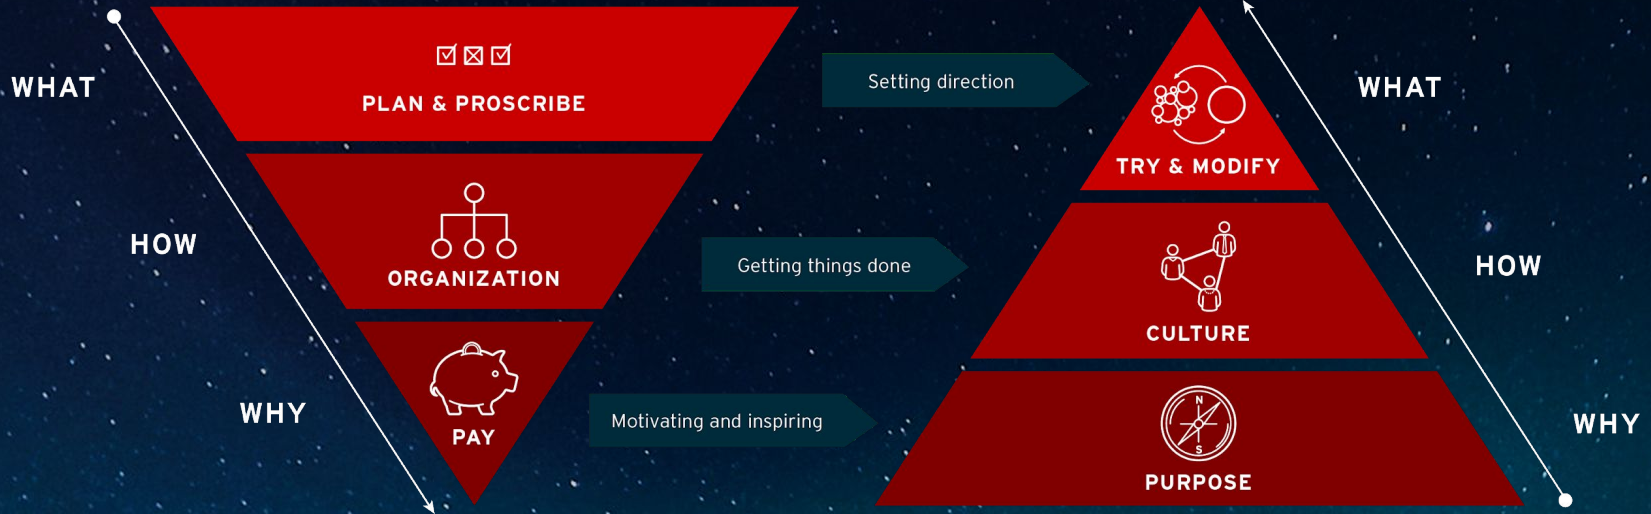 WHAT
PLAN & PROSCRIBE
Setting direction
TRY & MODIFY
WHAT
HOW
ORGANIZATION
Getting things done
CULTURE
HOW
WHY
PAY
Motivating and inspiring
N
S
PURPOSE
WHY